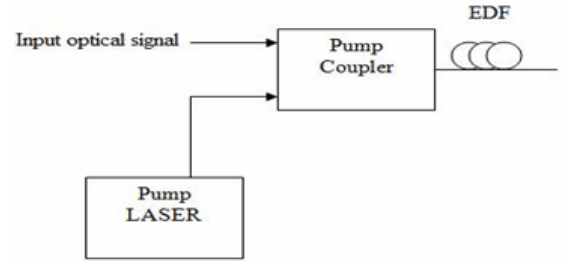 EDF
Input optical signal
Pump
Coupler
Pump
LASER